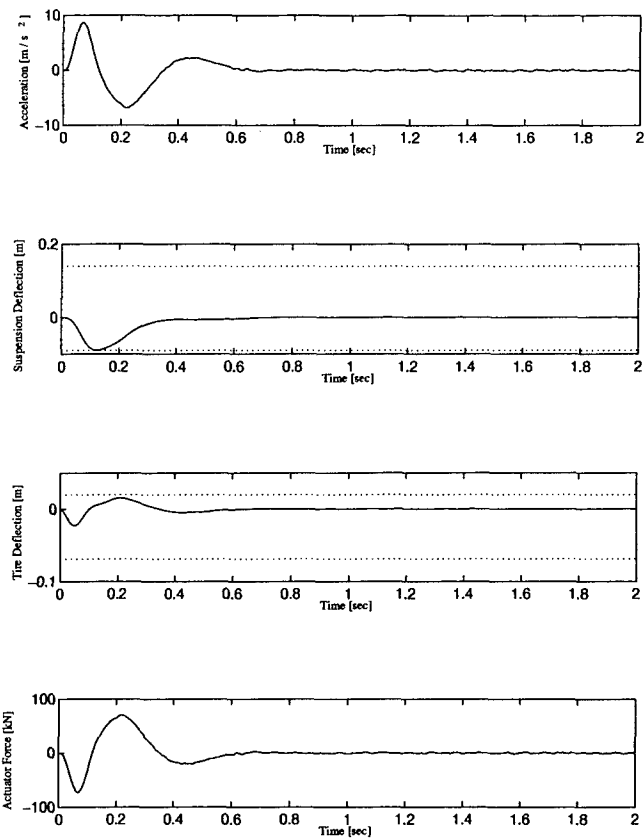 10
0
−10
Acceleration [m / s 2 ]
0 0.2 0.4 0.6 0.8 1 1.2 1.4 1.6 1.8 2
Time [sec]
0.2
0
Suspension Deflection [m]
0 0.2 0.4 0.6 0.8 1 1.2 1.4 1.6 1.8 2
Time [sec]
0
−0.1
Tire Deflection [m]
0 0.2 0.4 0.6 0.8 1 1.2 1.4 1.6 1.8 2
Time [sec]
100
0
−100
Actuator Force [kN]
0 0.2 0.4 0.6 0.8 1 1.2 1.4 1.6 1.8 2
Time [sec]